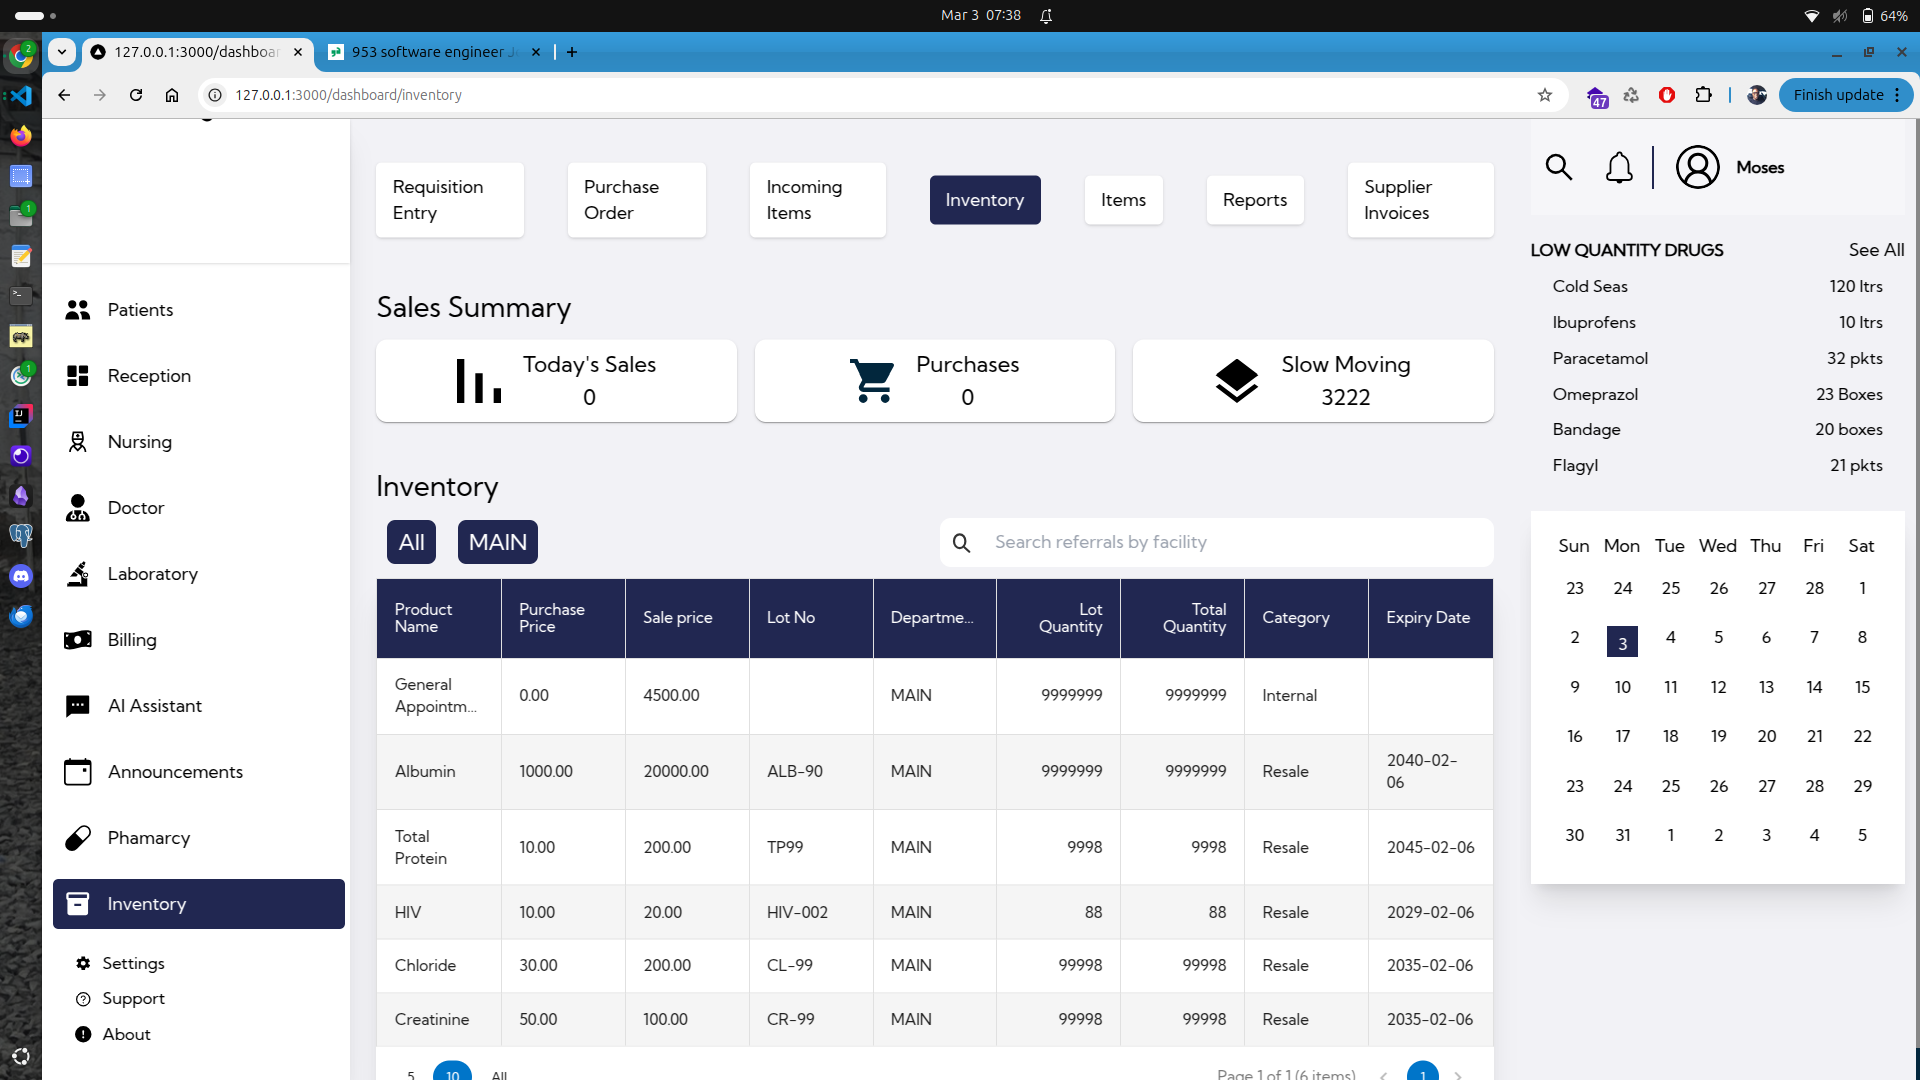 Mar 3 07:38
64%
127.0.0.1:3000/dashboa
953 software engineer J
127.0.0.1:3000/dashboard/inventory
47
Finish update
2
1
1
Patients
Reception
Nursing
Doctor
Laboratory
Billing
AI Assistant
Announcements
Phamarcy
Inventory
Settings
Support
About
Requisition
Entry
Purchase
Order
Incoming
Items
Inventory
Items
Reports
Supplier
Invoices
Sales Summary
Today's Sales
0
Purchases
0
Slow Moving
3222
Inventory
All MAIN
Search referrals by facility
Product Name Purchase Price Sale price Lot No Departme... Lot Quantity Total Quantity Category Expiry Date
General Appointm... 0.00 4500.00 MAIN 9999999 9999999 Internal
Albumin 1000.00 20000.00 ALB-90 MAIN 9999999 9999999 Resale 2040-02-06
Total Protein 10.00 200.00 TP99 MAIN 9998 9998 Resale 2045-02-06
HIV 10.00 20.00 HIV-002 MAIN 88 88 Resale 2029-02-06
Chloride 30.00 200.00 CL-99 MAIN 99998 99998 Resale 2035-02-06
Creatinine 50.00 100.00 CR-99 MAIN 99998 99998 Resale 2035-02-06
5 10 All Page 1 of 1 (6 items) 1
Moses
LOW QUANTITY DRUGS See All
Cold Seas 120 ltrs
Ibuprofens 10 ltrs
Paracetamol 32 pkts
Omeprazol 23 Boxes
Bandage 20 boxes
Flagyl 21 pkts
Sun Mon Tue Wed Thu Fri Sat
23 24 25 26 27 28 1
2 3 4 5 6 7 8
9 10 11 12 13 14 15
16 17 18 19 20 21 22
23 24 25 26 27 28 29
30 31 1 2 3 4 5